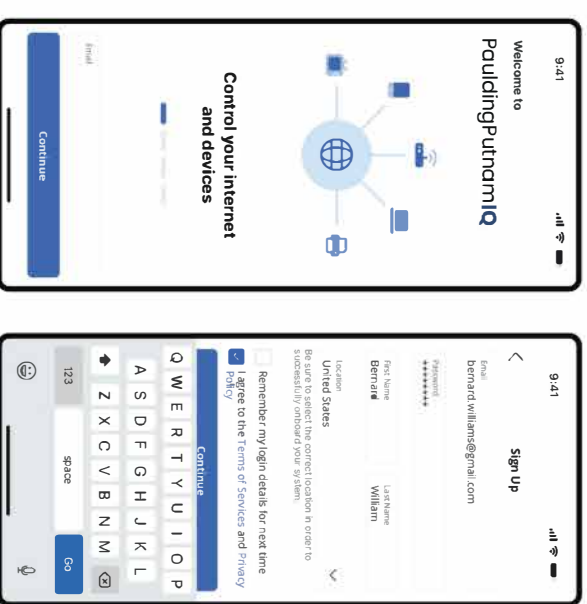 9:41
Welcome to
PauldingPutnamIQ
Control your internet
and devices
Email
Continue
9:41
Sign Up
Email
bernard.williams@gmail.com
Password
********
First Name
Bernard
Last Name
William
Location
United States
Be sure to select the correct location in order to
successfully onboard your system
Remember my login details for next time
I agree to the Terms of Services and Privacy
Policy
Continue
Q W E R T Y U I O P
A S D F G H J K L
Z X C V B N M
123
space
Go